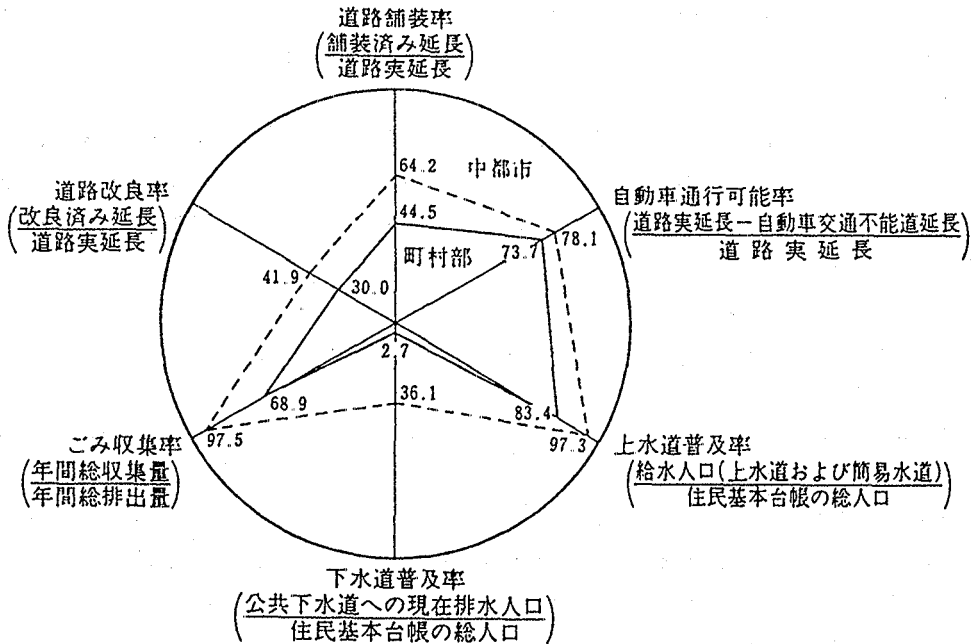 道路舗装率
(舗装済み延長
道路実延長)
64.2
中都市
44.5
町村部
自動車通行可能率
(道路実延長−自動車交通不能道延長
道路実延長)
78.1
73.7
道路改良率
(改良済み延長
道路実延長)
41.9
30.0
2.7
36.1
68.9
97.5
83.4
97.3
ごみ収集率
(年間総収集量
年間総排出量)
上水道普及率
(給水人口(上水道および簡易水道)
住民基本台帳の総人口)
下水道普及率
(公共下水道への現在排水人口
住民基本台帳の総人口)